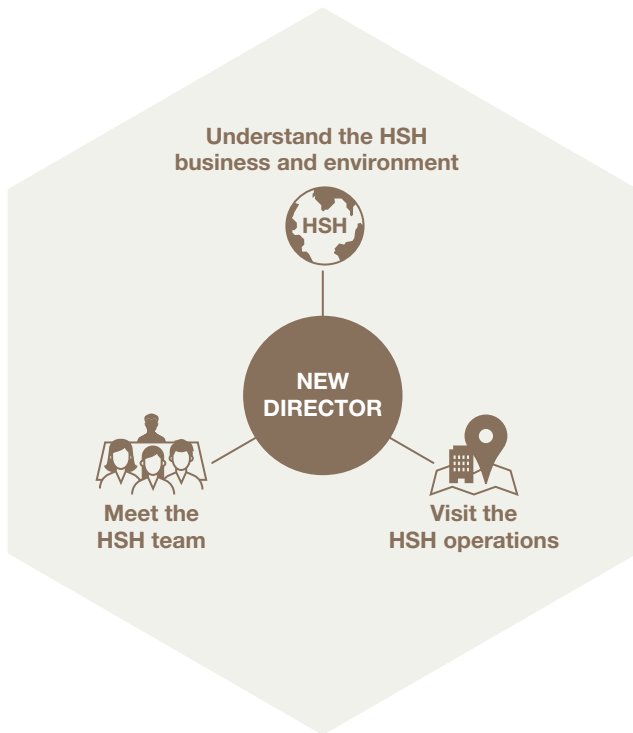 Understand the HSH
business and environment
HSH
NEW
DIRECTOR
Meet the
HSH team
Visit the
HSH operations